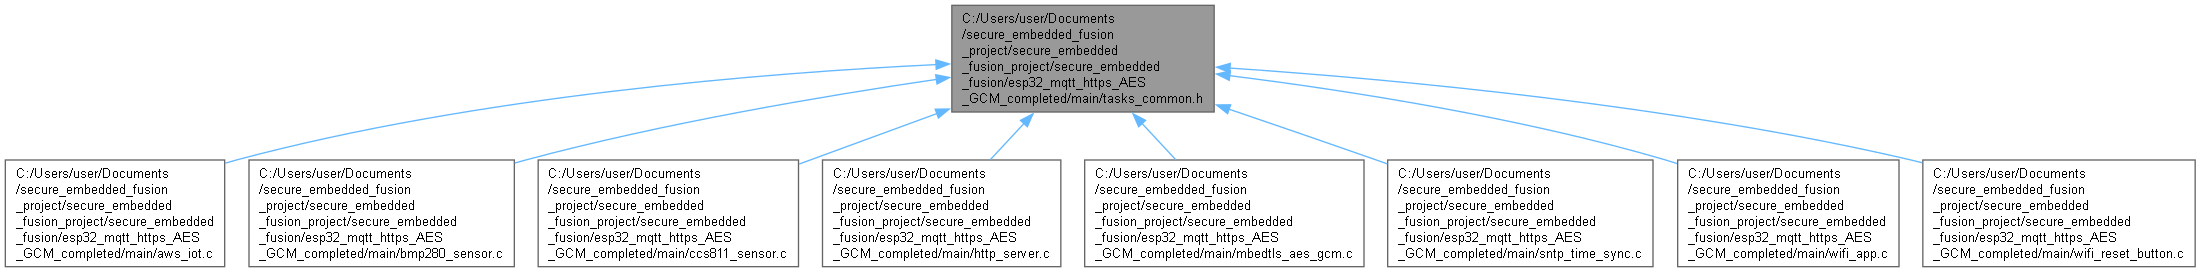 C:/Users/user/Documents
/secure_embedded_fusion
_project/secure_embedded
_fusion_project/secure_embedded
_fusion/esp32_mqtt_https_AES
_GCM_completed/main/tasks_common.h
C:/Users/user/Documents
/secure_embedded_fusion
_project/secure_embedded
_fusion_project/secure_embedded
_fusion/esp32_mqtt_https_AES
_GCM_completed/main/aws_iot.c
C:/Users/user/Documents
/secure_embedded_fusion
_project/secure_embedded
_fusion_project/secure_embedded
_fusion/esp32_mqtt_https_AES
_GCM_completed/main/bmp280_sensor.c
C:/Users/user/Documents
/secure_embedded_fusion
_project/secure_embedded
_fusion_project/secure_embedded
_fusion/esp32_mqtt_https_AES
_GCM_completed/main/ccs811_sensor.c
C:/Users/user/Documents
/secure_embedded_fusion
_project/secure_embedded
_fusion_project/secure_embedded
_fusion/esp32_mqtt_https_AES
_GCM_completed/main/http_server.c
C:/Users/user/Documents
/secure_embedded_fusion
_project/secure_embedded
_fusion_project/secure_embedded
_fusion/esp32_mqtt_https_AES
_GCM_completed/main/mbedtls_aes_gcm.c
C:/Users/user/Documents
/secure_embedded_fusion
_project/secure_embedded
_fusion_project/secure_embedded
_fusion/esp32_mqtt_https_AES
_GCM_completed/main/sntp_time_sync.c
C:/Users/user/Documents
/secure_embedded_fusion
_project/secure_embedded
_fusion_project/secure_embedded
_fusion/esp32_mqtt_https_AES
_GCM_completed/main/wifi_app.c
C:/Users/user/Documents
/secure_embedded_fusion
_project/secure_embedded
_fusion_project/secure_embedded
_fusion/esp32_mqtt_https_AES
_GCM_completed/main/wifi_reset_button.c